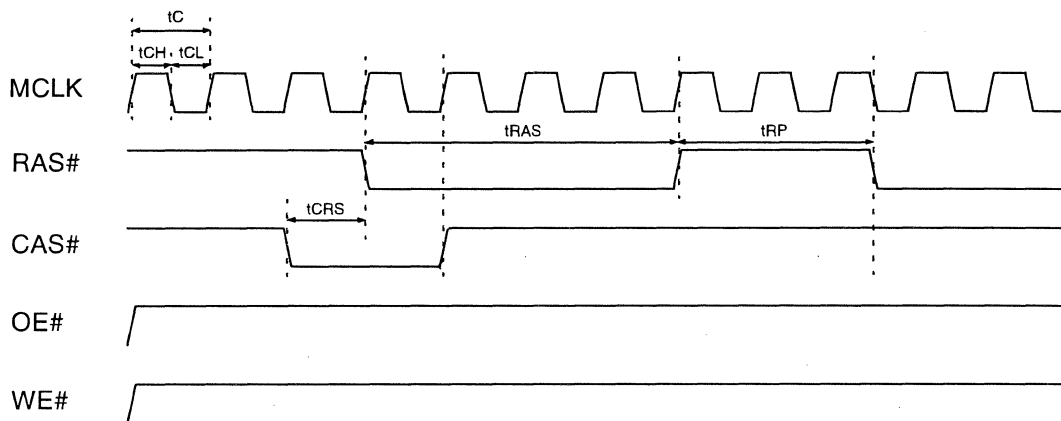 tC
tCH tCL
MCLK
tRAS tRP
RAS#
tCRS
CAS#
OE#
WE#